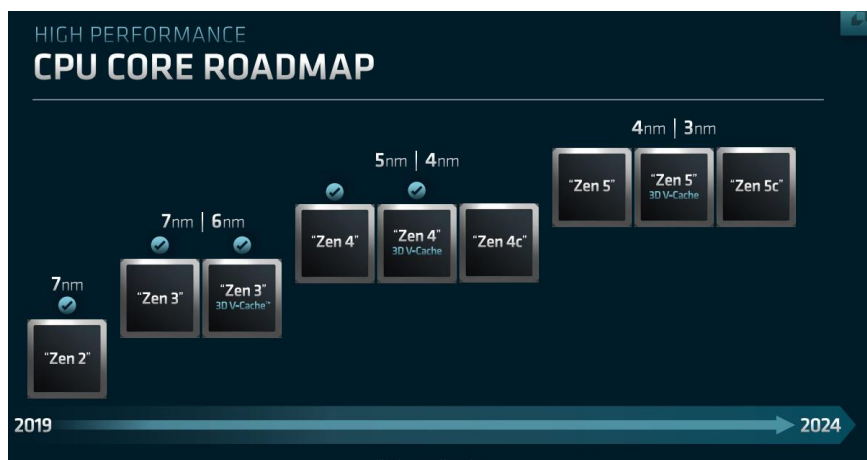 HIGH PERFORMANCE
CPU CORE ROADMAP
4nm | 3nm
5nm | 4nm
"Zen 5"
"Zen 5"
3D V-Cache
"Zen 5c"
7nm | 6nm
"Zen 4"
"Zen 4"
3D V-Cache
"Zen 4c"
7nm
"Zen 3"
"Zen 3"
3D V-Cache™
"Zen 2"
2019
2024